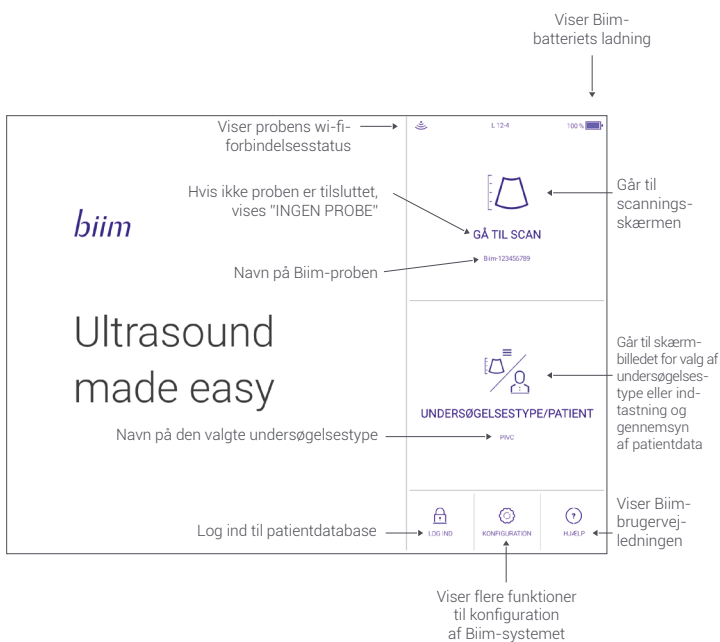 Viser Biim-
batteriets ladning
Viser probens wi-fi-
forbindelsesstatus
L 12-4
100 %
Hvis ikke proben er tilsluttet,
vises "INGEN PROBE"
Går til
scannings-
skærmen
biim
GÅ TIL SCAN
Biim-123456789
Navn på Biim-proben
Ultrasound
made easy
Går til skærm-
billedet for valg af
undersøgelses-
type eller ind-
tastning og
gennemsyn
af patientdata
UNDERSØGELSESTYPE/PATIENT
Navn på den valgte undersøgelsestype
PIVC
Log ind til patientdatabase
LOG IND
KONFIGURATION
HJÆLP
Viser Biim-
brugervej-
ledningen
Viser flere funktioner
til konfiguration
af Biim-systemet